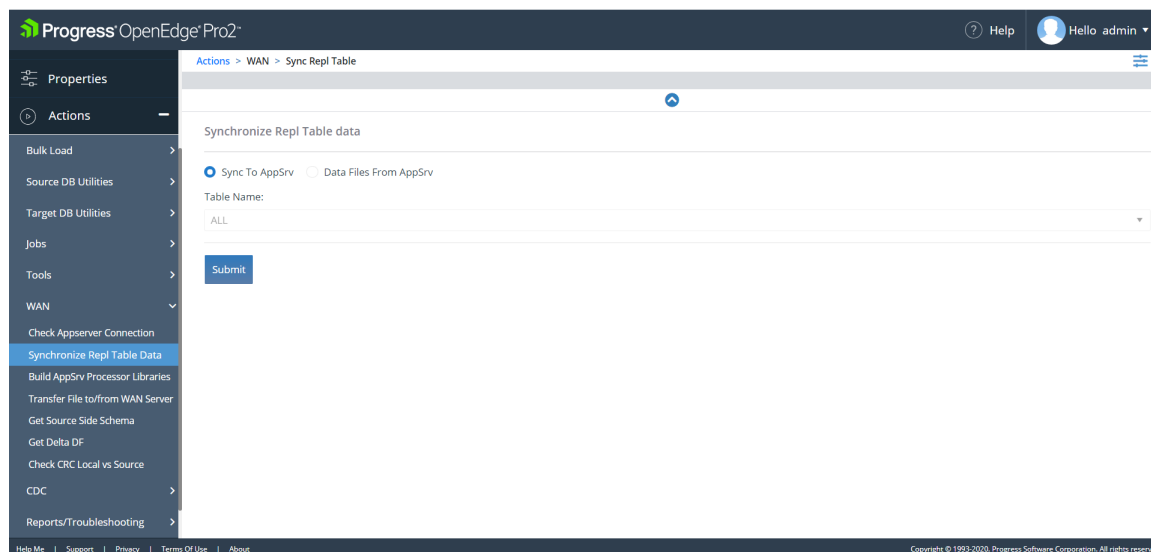 Progress® OpenEdge® Pro2™
? Help
Hello admin
Actions > WAN > Sync Repl Table
Properties
Actions
Synchronize Repl Table data
Bulk Load
Sync To AppSrv Data Files From AppSrv
Source DB Utilities
Table Name:
Target DB Utilities
ALL
Jobs
Tools
Submit
WAN
Check Appserver Connection
Synchronize Repl Table Data
Build AppSrv Processor Libraries
Transfer File to/from WAN Server
Get Source Side Schema
Get Delta DF
Check CRC Local vs Source
CDC
Reports/Troubleshooting
Help Me | Support | Privacy | Terms Of Use | About
Copyright © 1993-2020. Progress Software Corporation. All rights reserv